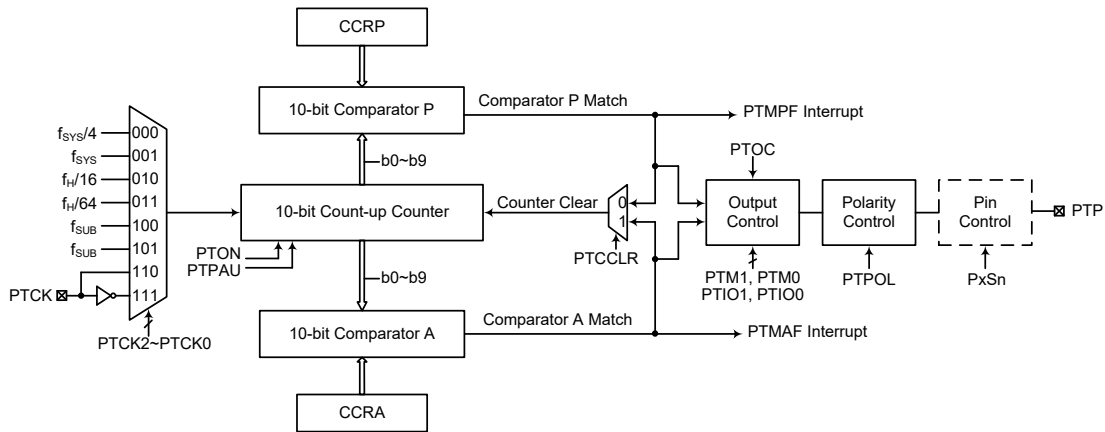 CCRP
10-bit Comparator P
Comparator P Match
PTMPF Interrupt
b0~b9
fSYS/4
000
fSYS
001
fH/16
010
fH/64
011
fSUB
100
fSUB
101
110
PTCK
111
PTCK2~PTCK0
10-bit Count-up Counter
PTON
PTPAU
Counter Clear
0
1
PTCCLR
PTOC
Output
Control
PTM1, PTM0
PTIO1, PTIO0
Polarity
Control
PTPOL
Pin
Control
PxSn
PTP
b0~b9
10-bit Comparator A
Comparator A Match
PTMAF Interrupt
CCRA